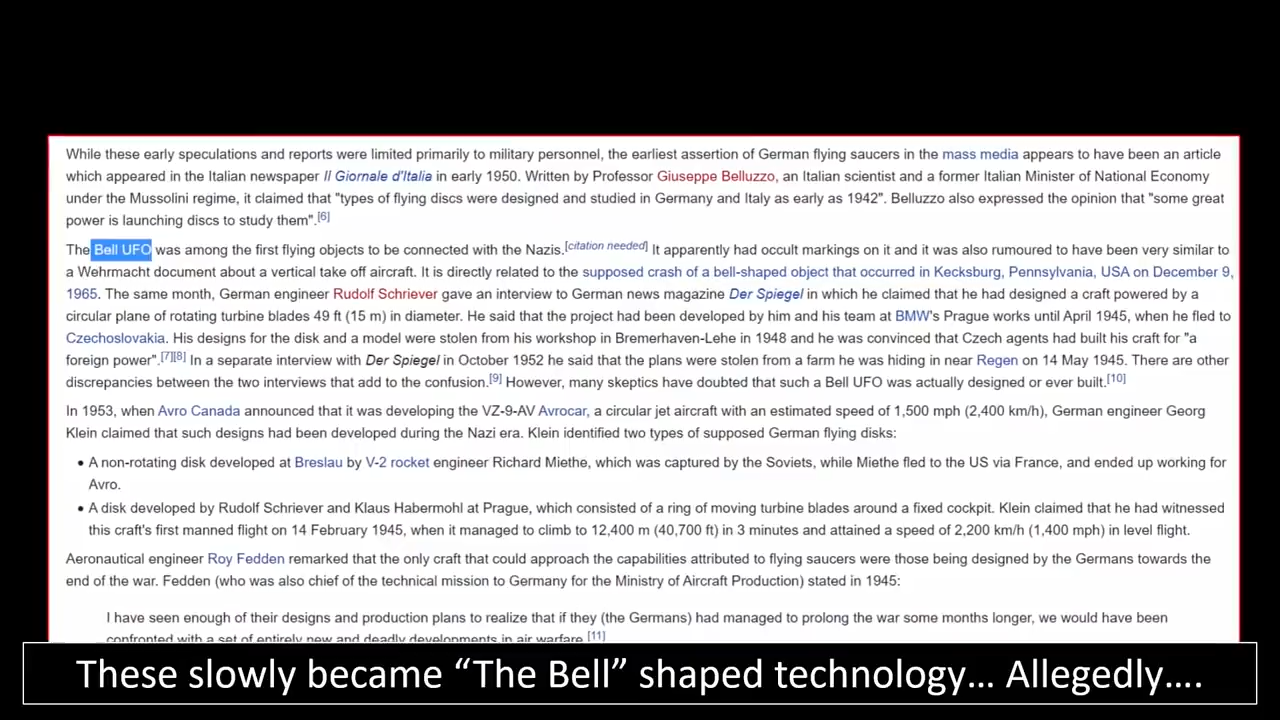 While these early speculations and reports were limited primarily to military personnel, the earliest assertion of German flying saucers in the mass media appears to have been an article
which appeared in the Italian newspaper Il Giornale d'Italia in early 1950. Written by Professor Giuseppe Belluzzo, an Italian scientist and a former Italian Minister of National Economy
under the Mussolini regime, it claimed that "types of flying discs were designed and studied in Germany and Italy as early as 1942". Belluzzo also expressed the opinion that "some great
power is launching discs to study them".[6]
The Bell UFO was among the first flying objects to be connected with the Nazis.[citation needed] It apparently had occult markings on it and it was also rumoured to have been very similar to
a Wehrmacht document about a vertical take off aircraft. It is directly related to the supposed crash of a bell-shaped object that occurred in Kecksburg, Pennsylvania, USA on December 9,
1965. The same month, German engineer Rudolf Schriever gave an interview to German news magazine Der Spiegel in which he claimed that he had designed a craft powered by a
circular plane of rotating turbine blades 49 ft (15 m) in diameter. He said that the project had been developed by him and his team at BMW's Prague works until April 1945, when he fled to
Czechoslovakia. His designs for the disk and a model were stolen from his workshop in Bremerhaven-Lehe in 1948 and he was convinced that Czech agents had built his craft for "a
foreign power".[7][8] In a separate interview with Der Spiegel in October 1952 he said that the plans were stolen from a farm he was hiding in near Regen on 14 May 1945. There are other
discrepancies between the two interviews that add to the confusion.[9] However, many skeptics have doubted that such a Bell UFO was actually designed or ever built.[10]
In 1953, when Avro Canada announced that it was developing the VZ-9-AV Avrocar, a circular jet aircraft with an estimated speed of 1,500 mph (2,400 km/h), German engineer Georg
Klein claimed that such designs had been developed during the Nazi era. Klein identified two types of supposed German flying disks:
• A non-rotating disk developed at Breslau by V-2 rocket engineer Richard Miethe, which was captured by the Soviets, while Miethe fled to the US via France, and ended up working for
Avro.
• A disk developed by Rudolf Schriever and Klaus Habermohl at Prague, which consisted of a ring of moving turbine blades around a fixed cockpit. Klein claimed that he had witnessed
this craft's first manned flight on 14 February 1945, when it managed to climb to 12,400 m (40,700 ft) in 3 minutes and attained a speed of 2,200 km/h (1,400 mph) in level flight.
Aeronautical engineer Roy Fedden remarked that the only craft that could approach the capabilities attributed to flying saucers were those being designed by the Germans towards the
end of the war. Fedden (who was also chief of the technical mission to Germany for the Ministry of Aircraft Production) stated in 1945:
I have seen enough of their designs and production plans to realize that if they (the Germans) had managed to prolong the war some months longer, we would have been
confronted with a set of entirely new and deadly developments in air warfare.[11]
These slowly became “The Bell” shaped technology... Allegedly....